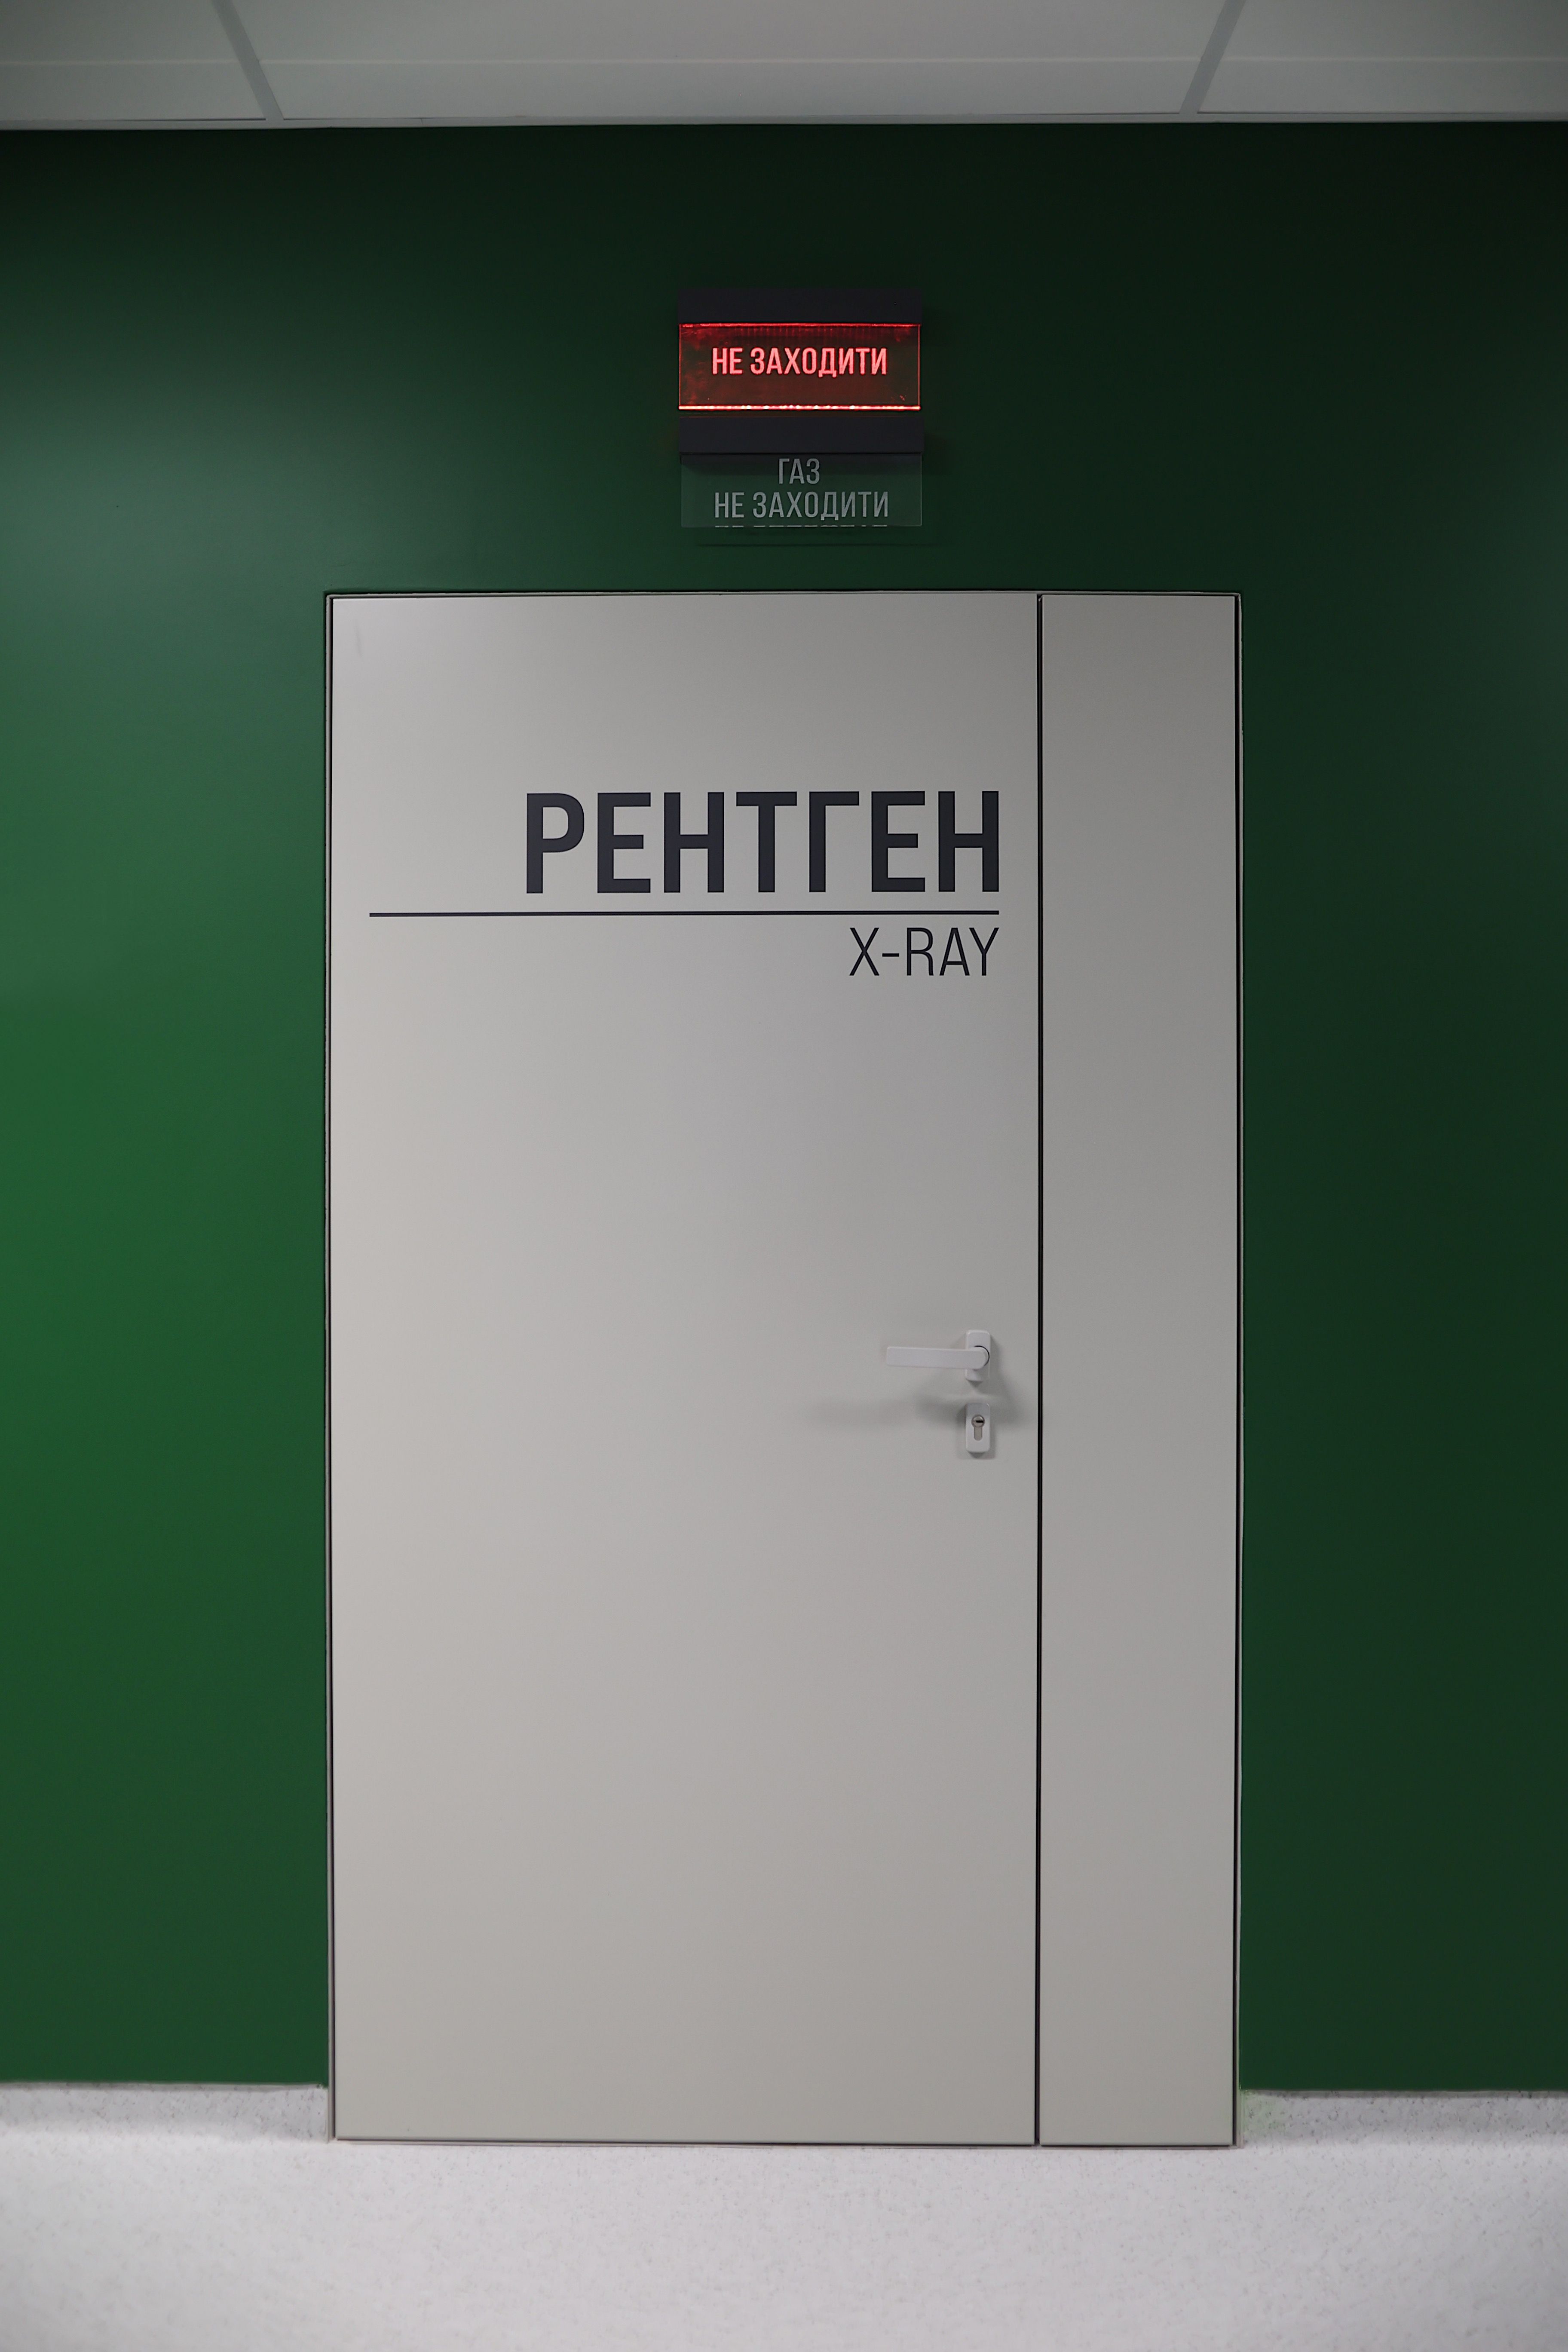 НЕ ЗАХОДИТИ
ГАЗ
НЕ ЗАХОДИТИ
РЕНТГЕН
X-RAY